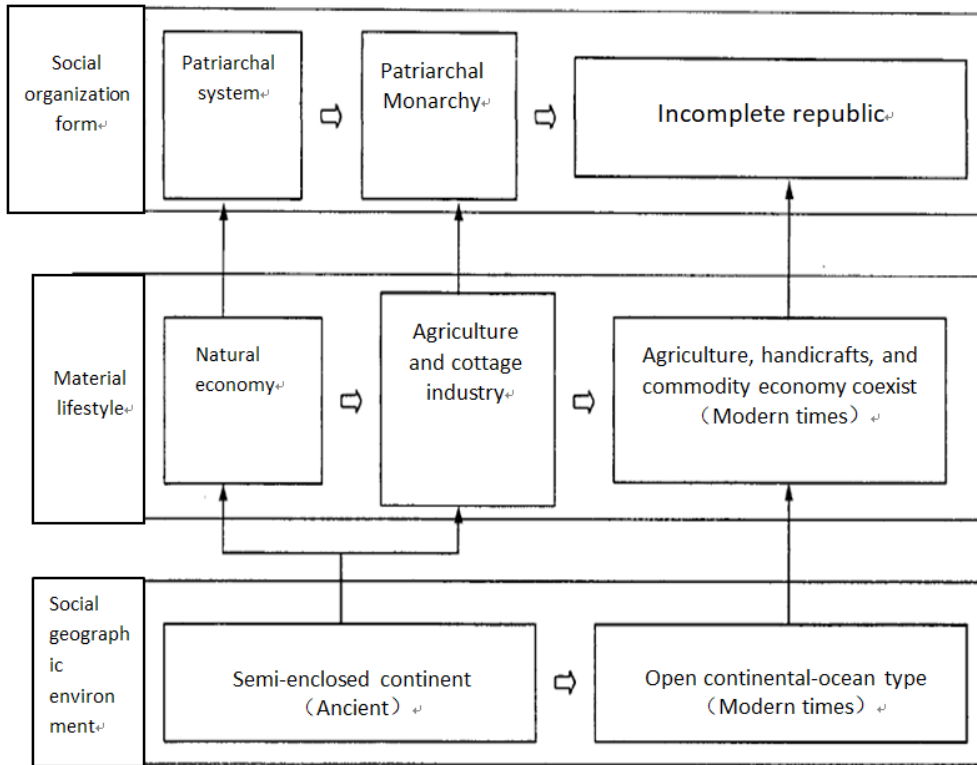 Social
organization
form
Patriarchal
system
Patriarchal
Monarchy
Incomplete republic
Material
lifestyle
Natural
economy
Agriculture
and cottage
industry
Agriculture, handicrafts, and
commodity economy coexist
（Modern times）
Social
geograph
ic
environ
ment
Semi-enclosed continent
（Ancient）
Open continental-ocean type
（Modern times）